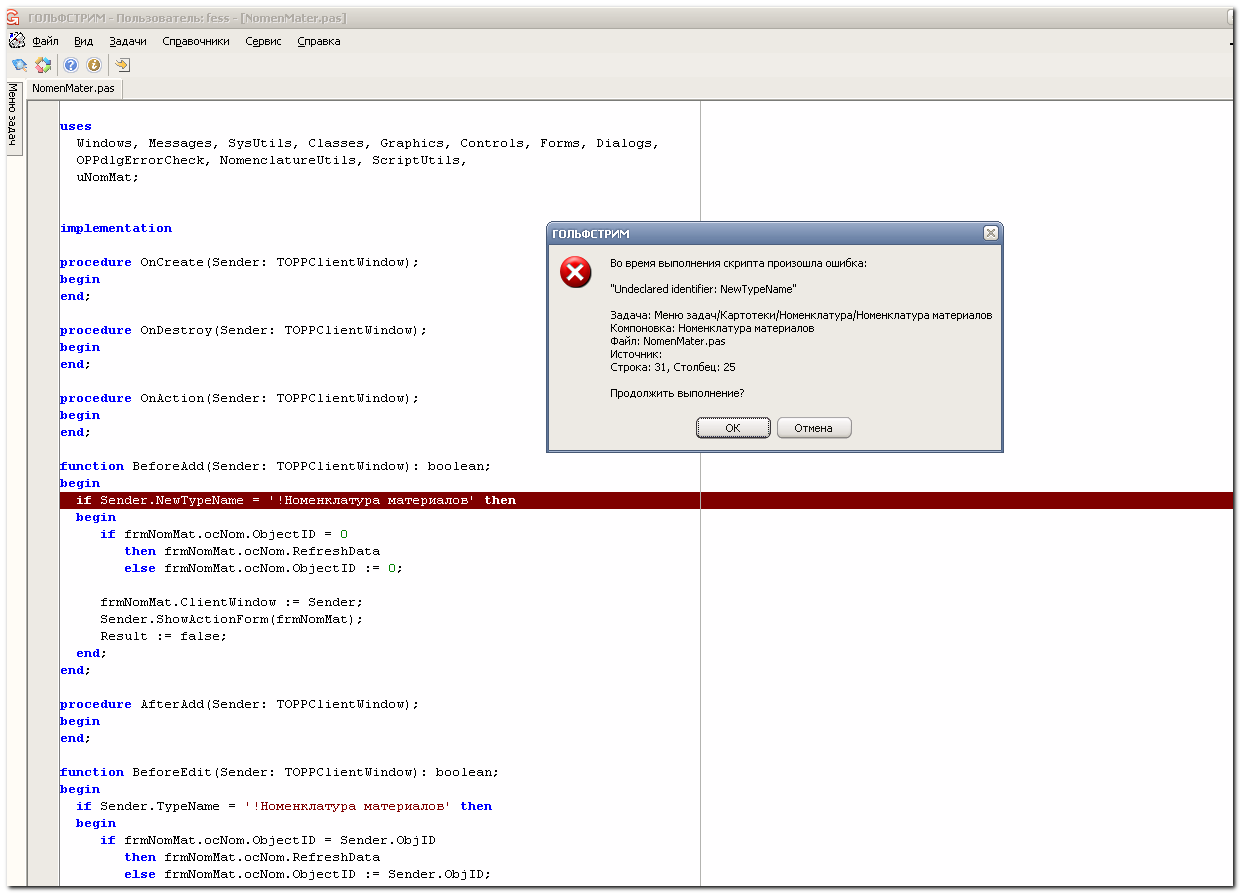 ГОЛЬФСТРИМ - Пользователь: fess - [NomenMater.pas]
Файл Вид Задачи Справочники Сервис Справка
Меню задач
NomenMater.pas
uses
Windows, Messages, SysUtils, Classes, Graphics, Controls, Forms, Dialogs,
OPPdlgErrorCheck, NomenclatureUtils, ScriptUtils,
uNomMat;
implementation
procedure OnCreate(Sender: TOPPClientWindow);
begin
end;
procedure OnDestroy(Sender: TOPPClientWindow);
begin
end;
procedure OnAction(Sender: TOPPClientWindow);
begin
end;
function BeforeAdd(Sender: TOPPClientWindow): boolean;
begin
if Sender.NewTypeName = '!Номенклатура материалов' then
begin
if frmNomMat.ocNom.ObjectID = 0
then frmNomMat.ocNom.RefreshData
else frmNomMat.ocNom.ObjectID := 0;
frmNomMat.ClientWindow := Sender;
Sender.ShowActionForm(frmNomMat);
Result := false;
end;
end;
procedure AfterAdd(Sender: TOPPClientWindow);
begin
end;
function BeforeEdit(Sender: TOPPClientWindow): boolean;
begin
if Sender.TypeName = '!Номенклатура материалов' then
begin
if frmNomMat.ocNom.ObjectID = Sender.ObjID
then frmNomMat.ocNom.RefreshData
else frmNomMat.ocNom.ObjectID := Sender.ObjID;
ГОЛЬФСТРИМ
Во время выполнения скрипта произошла ошибка:
"Undeclared identifier: NewTypeName"
Задача: Меню задач/Картотеки/Номенклатура/Номенклатура материалов
Компоновка: Номенклатура материалов
Файл: NomenMater.pas
Источник:
Строка: 31, Столбец: 25
Продолжить выполнение?
OK Отмена